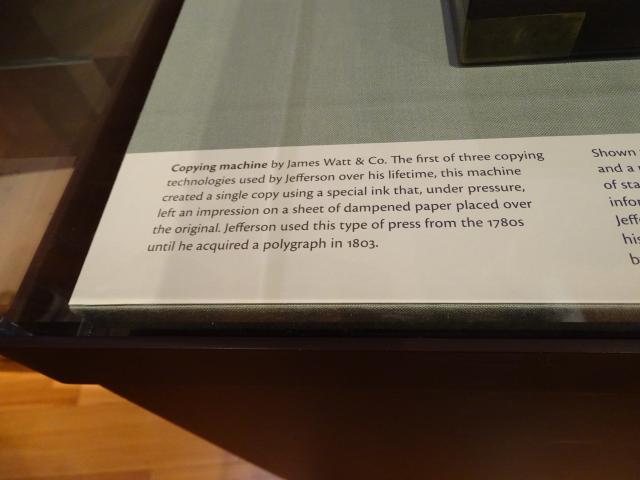 Copying machine by James Watt & Co. The first of three copying
technologies used by Jefferson over his lifetime, this machine
created a single copy using a special ink that, under pressure,
left an impression on a sheet of dampened paper placed over
the original. Jefferson used this type of press from the 1780s
until he acquired a polygraph in 1803.
Shown
and a
of sta
infor
Jeff
his
b